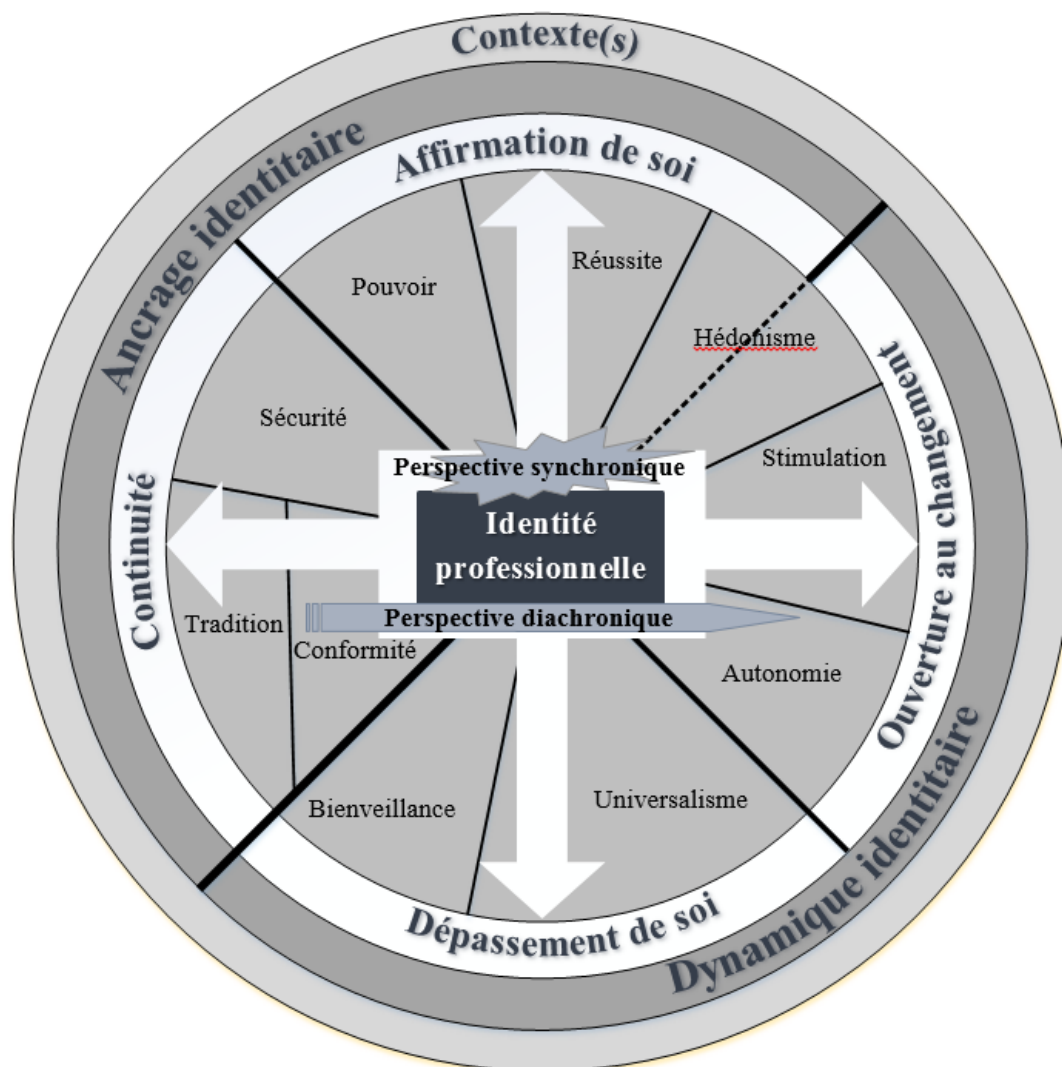 Contexte(s)
Ancrage identitaire
Affirmation de soi
Réussite
Pouvoir
Hédonisme
Sécurité
Stimulation
Perspective synchronique
Identité
professionnelle
Continuité
Ouverture au changement
Perspective diachronique
Tradition
Conformité
Autonomie
Bienveillance
Universalisme
Dépassement de soi
Dynamique identitaire